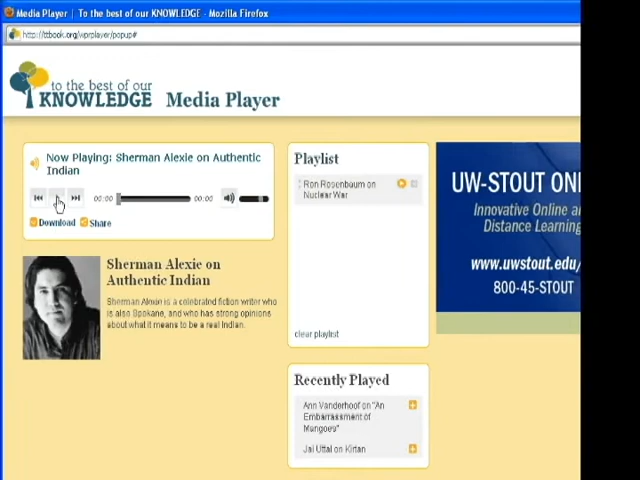 Media Player | To the best of our KNOWLEDGE - Mozilla Firefox
http://ttbook.org/wprplayer/popup#
to the best of our
KNOWLEDGE Media Player
Now Playing: Sherman Alexie on Authentic
Indian
00:00
00:00
Download
Share
Sherman Alexie on
Authentic Indian
Sherman Alexie is a celebrated fiction writer who
is also Spokane, and who has strong opinions
about what it means to be a real Indian.
Playlist
Ron Rosenbaum on
Nuclear War
clear playlist
Recently Played
Ann Vanderhoof on "An
Embarrassment of
Mangoes"
Jai Uttal on Kirtan
UW-STOUT ONL
Innovative Online an
Distance Learning
www.uwstout.edu/
800-45-STOUT